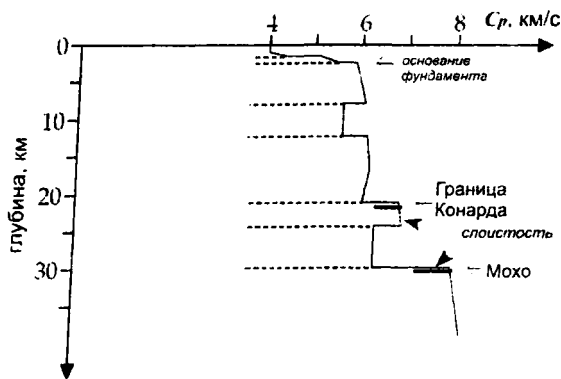 4 6 8 Cp, км/с
0
основание
фундамента
10
глубина, км
20
Граница
Конарда
слоистость
30
Мохо